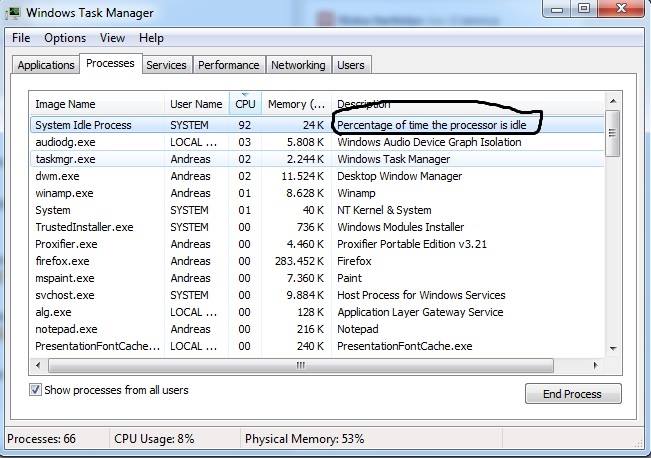 Windows Task Manager
File Options View Help
Applications Processes Services Performance Networking Users
Image Name User Name CPU Memory (... Description
System Idle Process SYSTEM 92 24 K Percentage of time the processor is idle
audiodg.exe LOCAL ... 03 5.808 K Windows Audio Device Graph Isolation
taskmgr.exe Andreas 02 2.244 K Windows Task Manager
dwm.exe Andreas 02 11.524 K Desktop Window Manager
winamp.exe Andreas 01 8.628 K Winamp
System SYSTEM 01 40 K NT Kernel & System
TrustedInstaller.exe SYSTEM 00 736 K Windows Modules Installer
Proxifier.exe Andreas 00 4.460 K Proxifier Portable Edition v3.21
firefox.exe Andreas 00 283.452 K Firefox
mspaint.exe Andreas 00 7.360 K Paint
svchost.exe SYSTEM 00 9.884 K Host Process for Windows Services
alg.exe LOCAL ... 00 128 K Application Layer Gateway Service
notepad.exe Andreas 00 216 K Notepad
PresentationFontCache.... LOCAL ... 00 240 K PresentationFontCache.exe
Show processes from all users
End Process
Processes: 66 CPU Usage: 8% Physical Memory: 53%